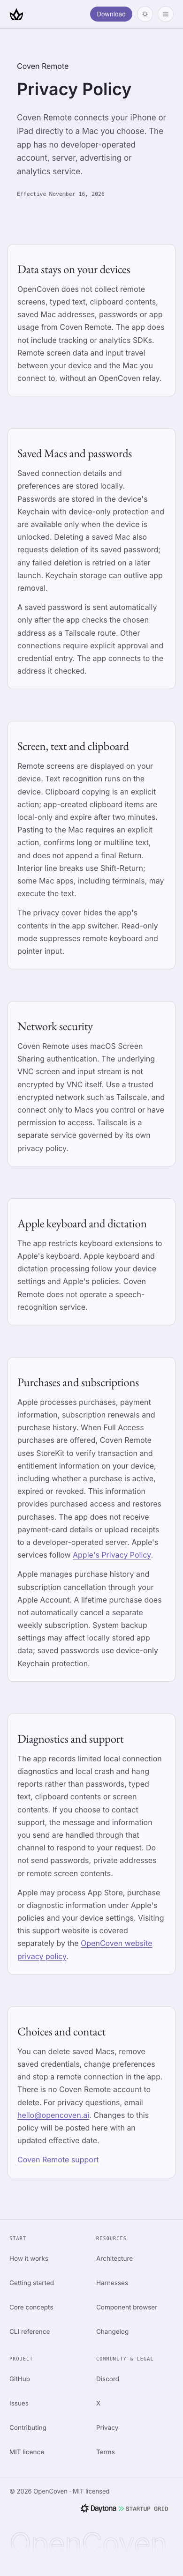 Download
Coven Remote
Privacy Policy
Coven Remote connects your iPhone or
iPad directly to a Mac you choose. The
app has no developer-operated
account, server, advertising or
analytics service.
Effective November 16, 2026
Data stays on your devices
OpenCoven does not collect remote
screens, typed text, clipboard contents,
saved Mac addresses, passwords or app
usage from Coven Remote. The app does
not include tracking or analytics SDKs.
Remote screen data and input travel
between your device and the Mac you
connect to, without an OpenCoven relay.
Saved Macs and passwords
Saved connection details and
preferences are stored locally.
Passwords are stored in the device's
Keychain with device-only protection and
are available only when the device is
unlocked. Deleting a saved Mac also
requests deletion of its saved password;
any failed deletion is retried on a later
launch. Keychain storage can outlive app
removal.
A saved password is sent automatically
only after the app checks the chosen
address as a Tailscale route. Other
connections require explicit approval and
credential entry. The app connects to the
address it checked.
Screen, text and clipboard
Remote screens are displayed on your
device. Text recognition runs on the
device. Clipboard copying is an explicit
action; app-created clipboard items are
local-only and expire after two minutes.
Pasting to the Mac requires an explicit
action, confirms long or multiline text,
and does not append a final Return.
Interior line breaks use Shift-Return;
some Mac apps, including terminals, may
execute the text.
The privacy cover hides the app's
contents in the app switcher. Read-only
mode suppresses remote keyboard and
pointer input.
Network security
Coven Remote uses macOS Screen
Sharing authentication. The underlying
VNC screen and input stream is not
encrypted by VNC itself. Use a trusted
encrypted network such as Tailscale, and
connect only to Macs you control or have
permission to access. Tailscale is a
separate service governed by its own
privacy policy.
Apple keyboard and dictation
The app restricts keyboard extensions to
Apple's keyboard. Apple keyboard and
dictation processing follow your device
settings and Apple's policies. Coven
Remote does not operate a speech-
recognition service.
Purchases and subscriptions
Apple processes purchases, payment
information, subscription renewals and
purchase history. When Full Access
purchases are offered, Coven Remote
uses StoreKit to verify transaction and
entitlement information on your device,
including whether a purchase is active,
expired or revoked. This information
provides purchased access and restores
purchases. The app does not receive
payment-card details or upload receipts
to a developer-operated server. Apple's
services follow Apple's Privacy Policy.
Apple manages purchase history and
subscription cancellation through your
Apple Account. A lifetime purchase does
not automatically cancel a separate
weekly subscription. System backup
settings may affect locally stored app
data; saved passwords use device-only
Keychain protection.
Diagnostics and support
The app records limited local connection
diagnostics and local crash and hang
reports rather than passwords, typed
text, clipboard contents or screen
contents. If you choose to contact
support, the message and information
you send are handled through that
channel to respond to your request. Do
not send passwords, private addresses
or remote screen contents.
Apple may process App Store, purchase
or diagnostic information under Apple's
policies and your device settings. Visiting
this support website is covered
separately by the OpenCoven website
privacy policy.
Choices and contact
You can delete saved Macs, remove
saved credentials, change preferences
and stop a remote connection in the app.
There is no Coven Remote account to
delete. For privacy questions, email
hello@opencoven.ai. Changes to this
policy will be posted here with an
updated effective date.
Coven Remote support
START
RESOURCES
How it works
Architecture
Getting started
Harnesses
Core concepts
Component browser
CLI reference
Changelog
PROJECT
COMMUNITY & LEGAL
GitHub
Discord
Issues
X
Contributing
Privacy
MIT licence
Terms
© 2026 OpenCoven · MIT licensed
Daytona STARTUP GRID
OpenCoven